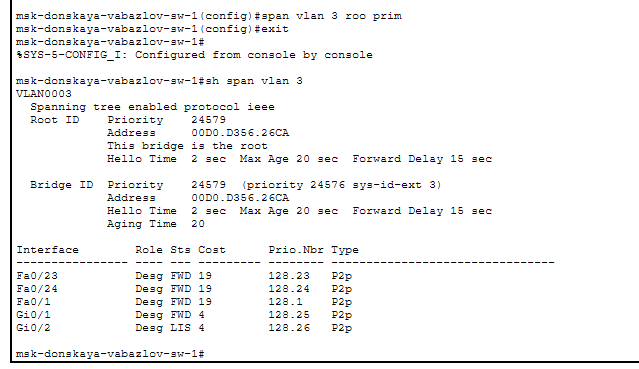 msk-donskaya-vabazlov-sw-1(config)#span vlan 3 roo prim
msk-donskaya-vabazlov-sw-1(config)#exit
msk-donskaya-vabazlov-sw-1#
%SYS-5-CONFIG_I: Configured from console by console
msk-donskaya-vabazlov-sw-1#sh span vlan 3
VLAN0003
Spanning tree enabled protocol ieee
Root ID Priority 24579
Address 00D0.D356.26CA
This bridge is the root
Hello Time 2 sec Max Age 20 sec Forward Delay 15 sec
Bridge ID Priority 24579 (priority 24576 sys-id-ext 3)
Address 00D0.D356.26CA
Hello Time 2 sec Max Age 20 sec Forward Delay 15 sec
Aging Time 20
Interface Role Sts Cost Prio.Nbr Type
---------------- ---- --- --------- -------- --------------------------------
Fa0/23 Desg FWD 19 128.23 P2p
Fa0/24 Desg FWD 19 128.24 P2p
Fa0/1 Desg FWD 19 128.1 P2p
Gi0/1 Desg FWD 4 128.25 P2p
Gi0/2 Desg LIS 4 128.26 P2p
msk-donskaya-vabazlov-sw-1#